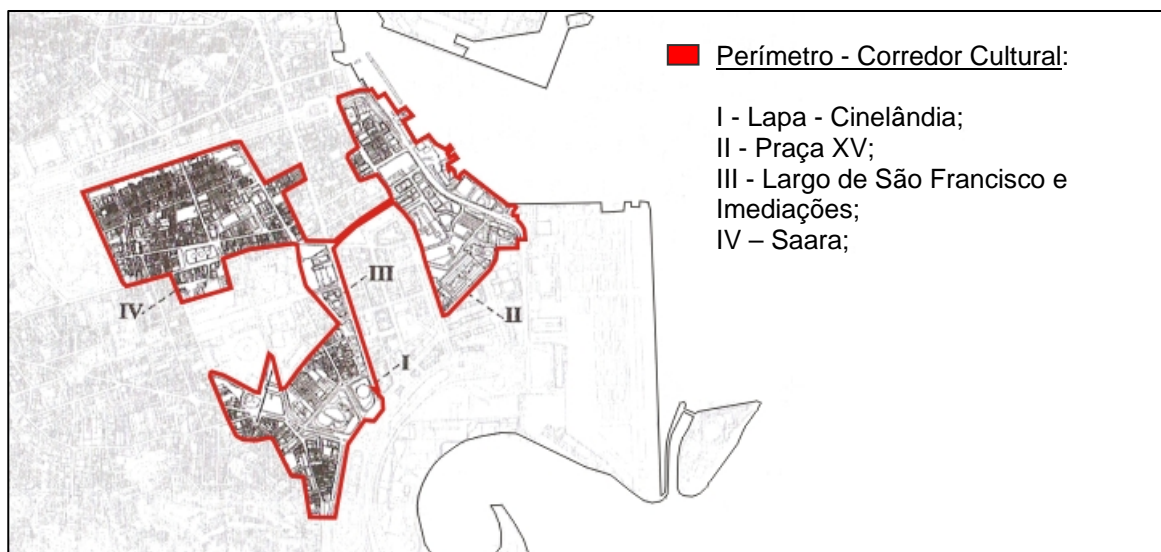 Perímetro - Corredor Cultural:
I - Lapa - Cinelândia;
II - Praça XV;
III - Largo de São Francisco e
Imediações;
IV – Saara;
III
IV
II
I